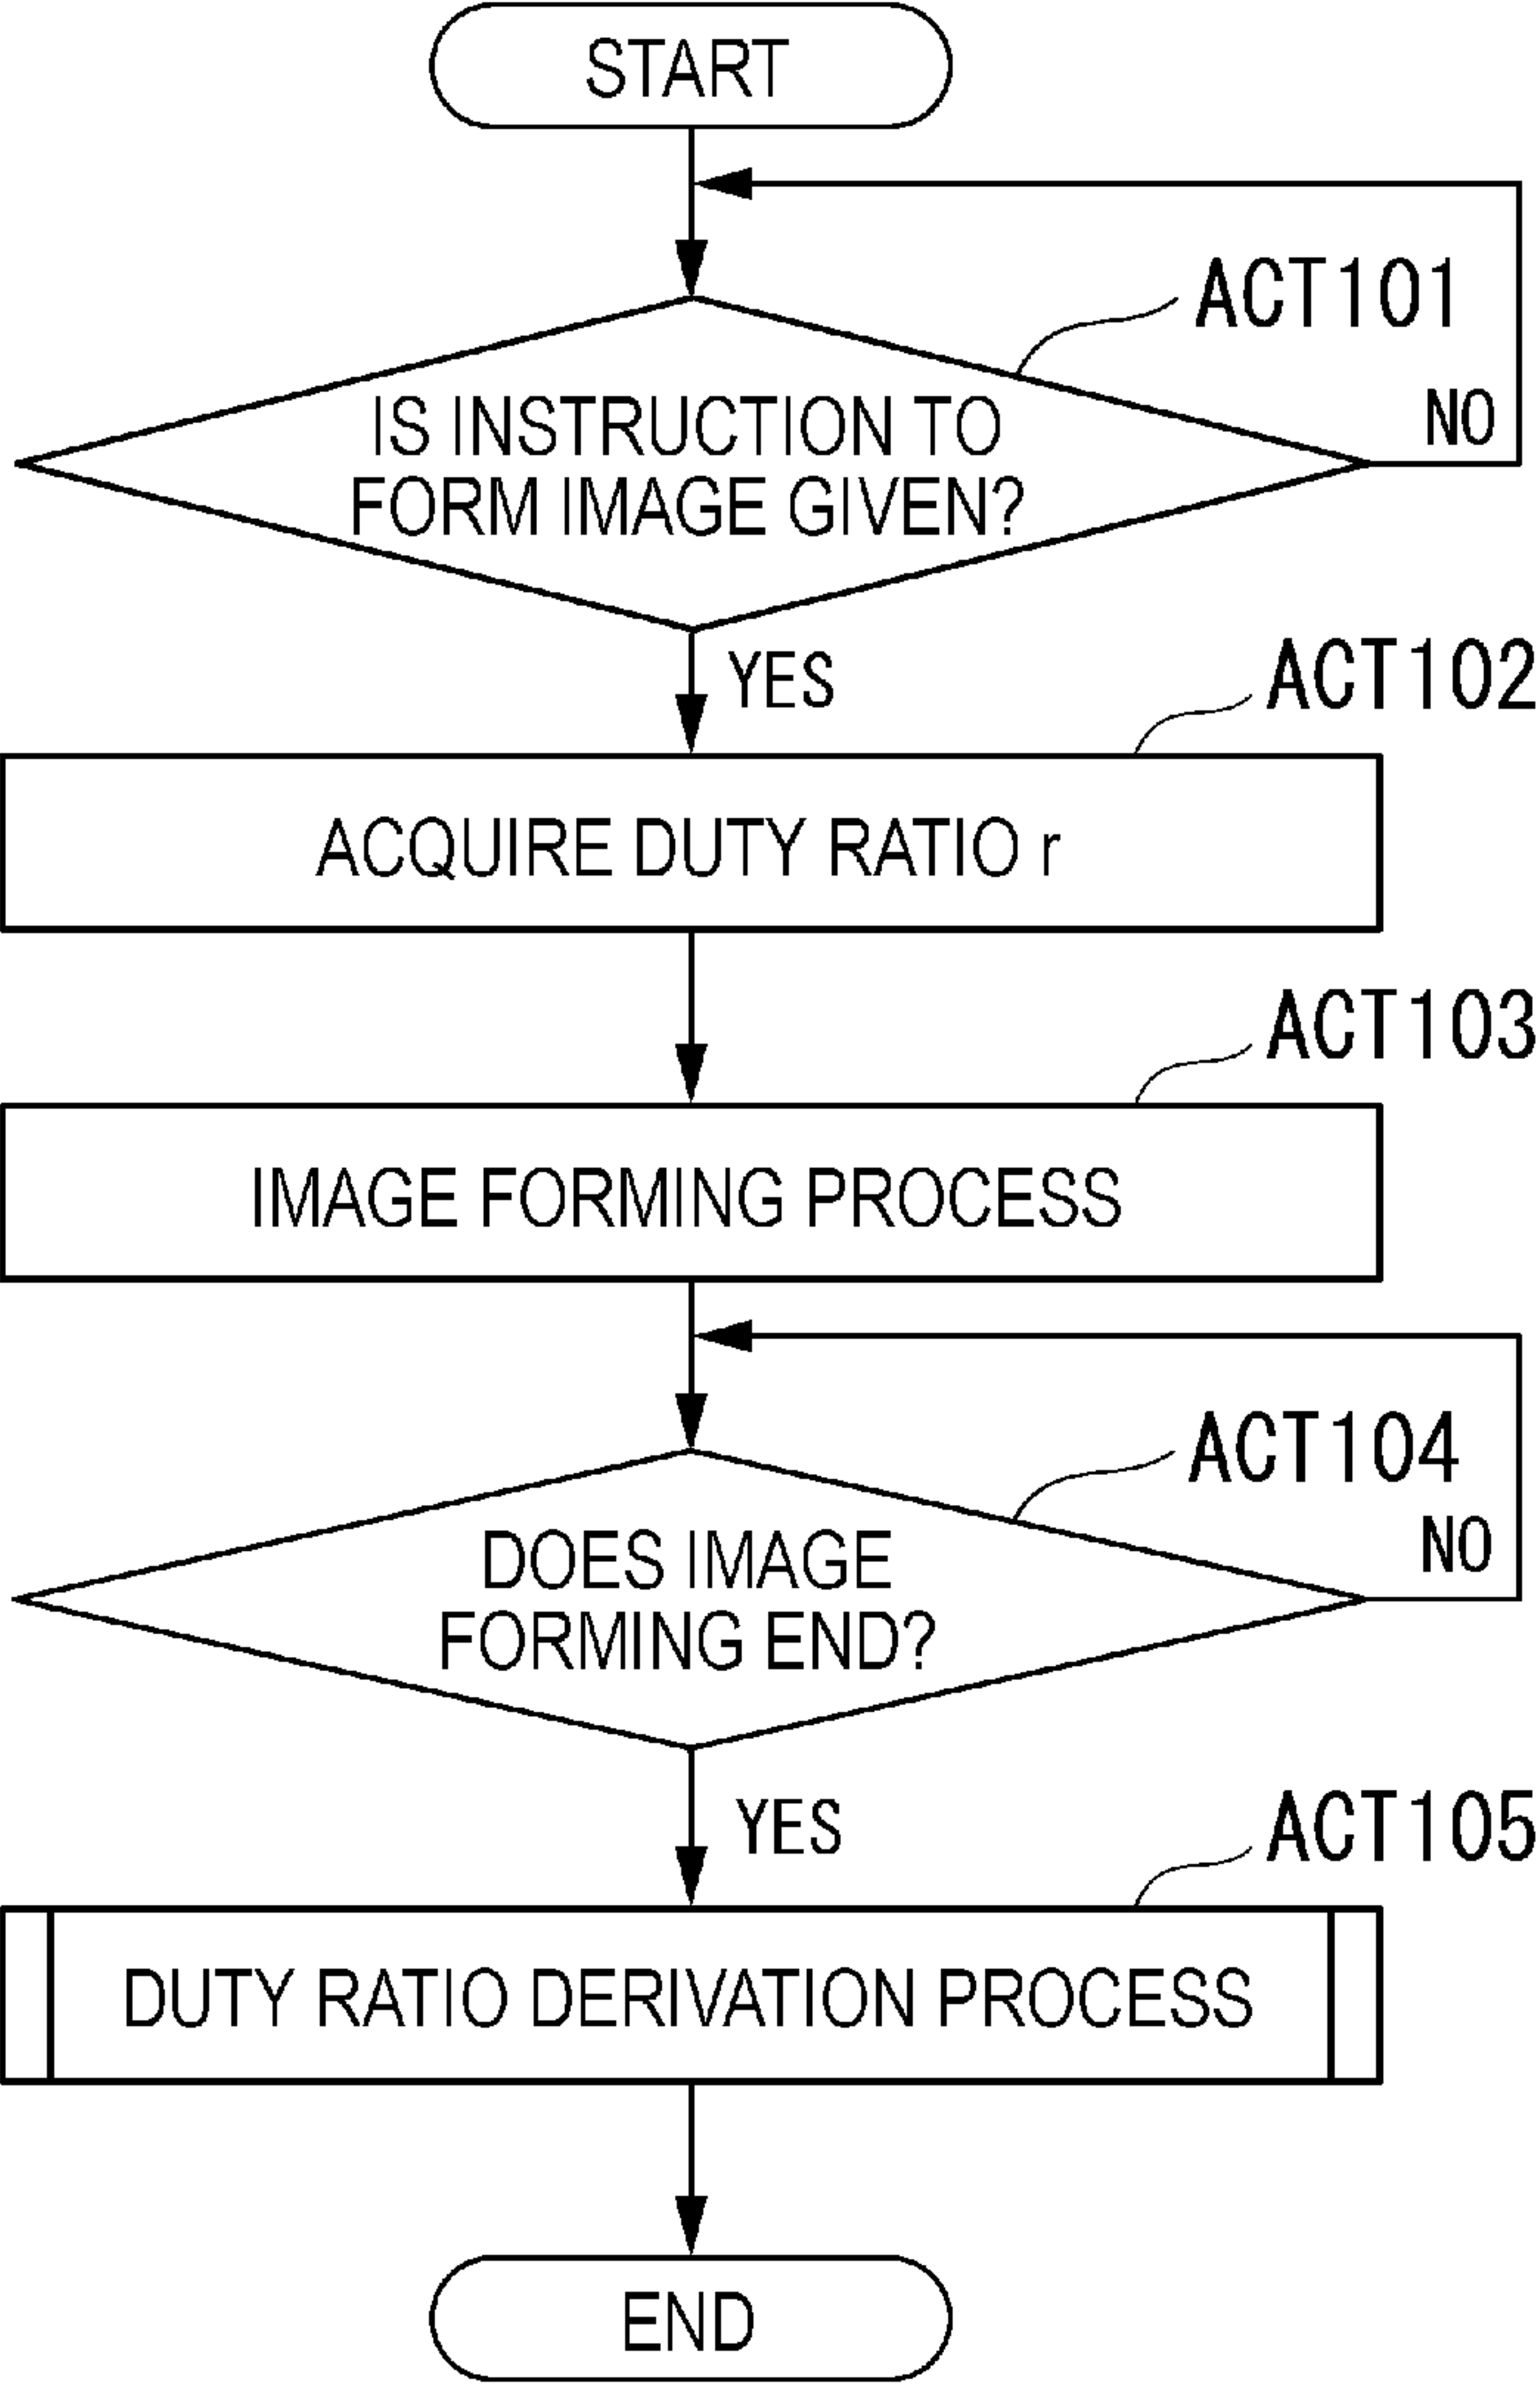 START
ACT101
IS INSTRUCTION TO
FORM IMAGE GIVEN?
NO
YES
ACT102
ACQUIRE DUTY RATIO r
ACT103
IMAGE FORMING PROCESS
ACT104
DOES IMAGE
FORMING END?
NO
YES
ACT105
DUTY RATIO DERIVATION PROCESS
END